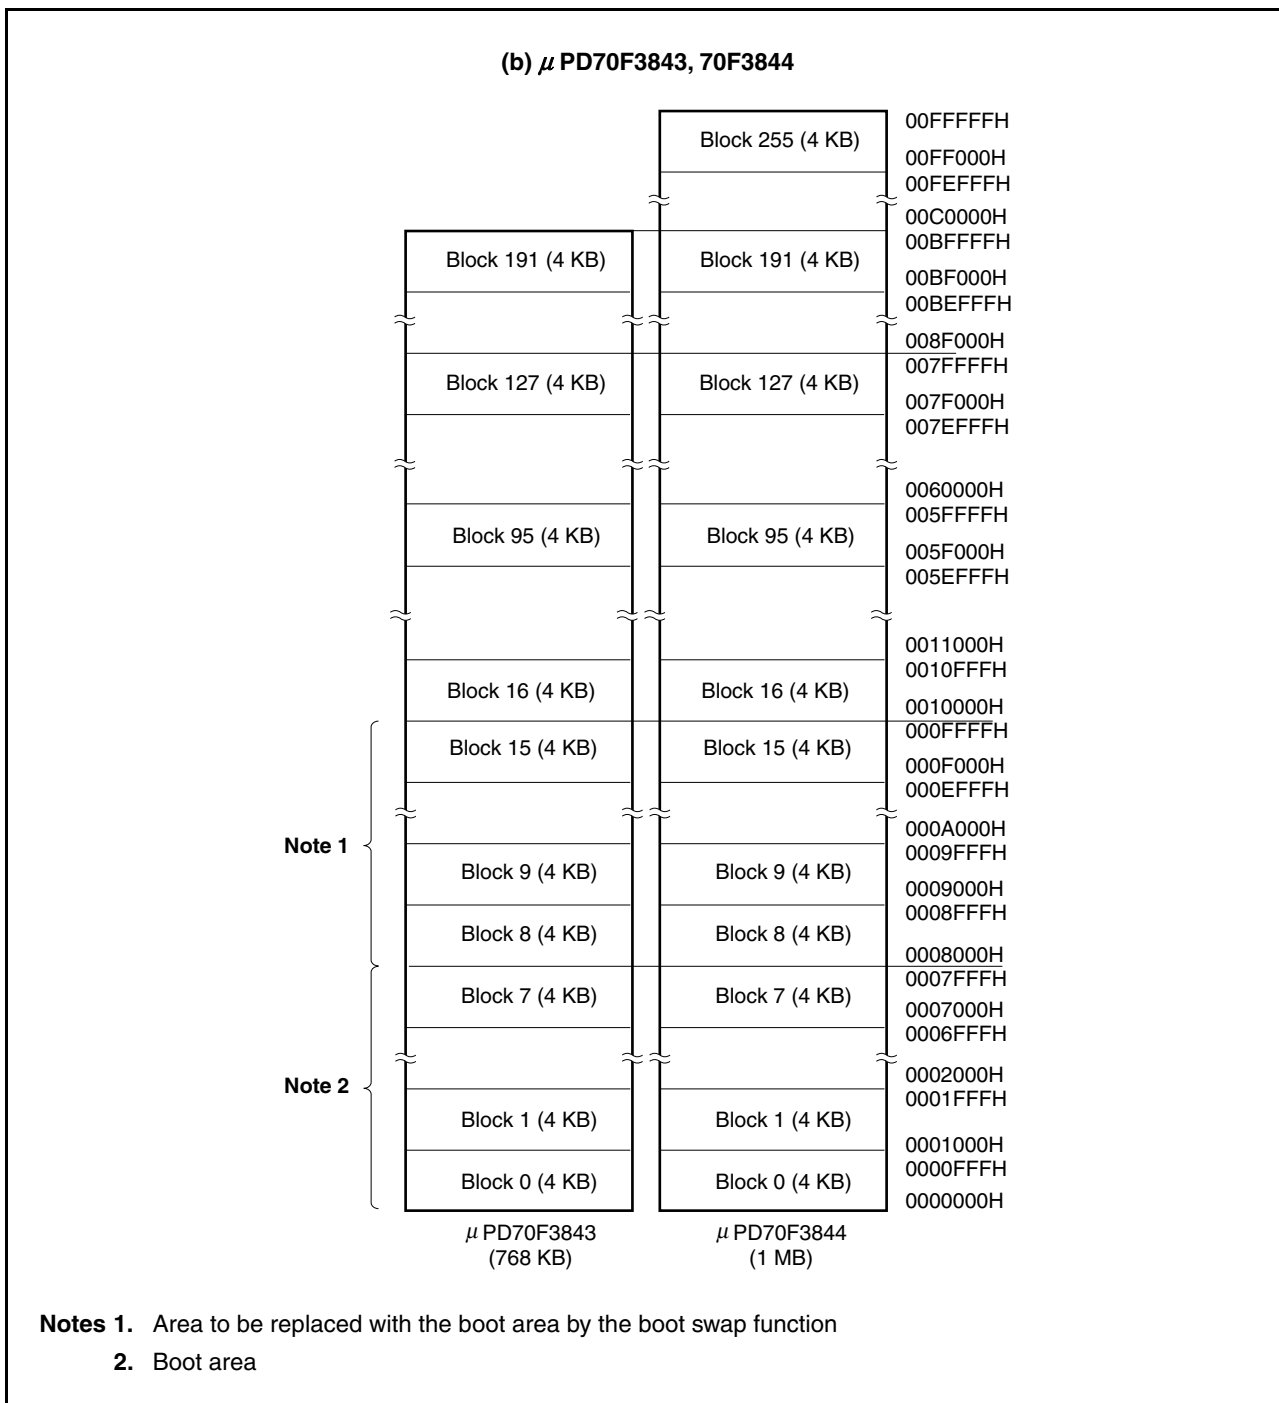 (b) μ PD70F3843, 70F3844
Block 255 (4 KB)
00FFFFFH
00FF000H
00FEFFFH
00C0000H
00BFFFFH
Block 191 (4 KB)
Block 191 (4 KB)
00BF000H
00BEFFFH
008F000H
007FFFFH
Block 127 (4 KB)
Block 127 (4 KB)
007F000H
007EFFFH
0060000H
005FFFFH
Block 95 (4 KB)
Block 95 (4 KB)
005F000H
005EFFFH
0011000H
0010FFFH
Block 16 (4 KB)
Block 16 (4 KB)
0010000H
000FFFFH
Block 15 (4 KB)
Block 15 (4 KB)
000F000H
000EFFFH
000A000H
0009FFFH
Note 1
Block 9 (4 KB)
Block 9 (4 KB)
0009000H
0008FFFH
Block 8 (4 KB)
Block 8 (4 KB)
0008000H
0007FFFH
Block 7 (4 KB)
Block 7 (4 KB)
0007000H
0006FFFH
0002000H
0001FFFH
Note 2
Block 1 (4 KB)
Block 1 (4 KB)
0001000H
0000FFFH
Block 0 (4 KB)
Block 0 (4 KB)
0000000H
μ PD70F3843
(768 KB)
μ PD70F3844
(1 MB)
Notes 1. Area to be replaced with the boot area by the boot swap function
2. Boot area